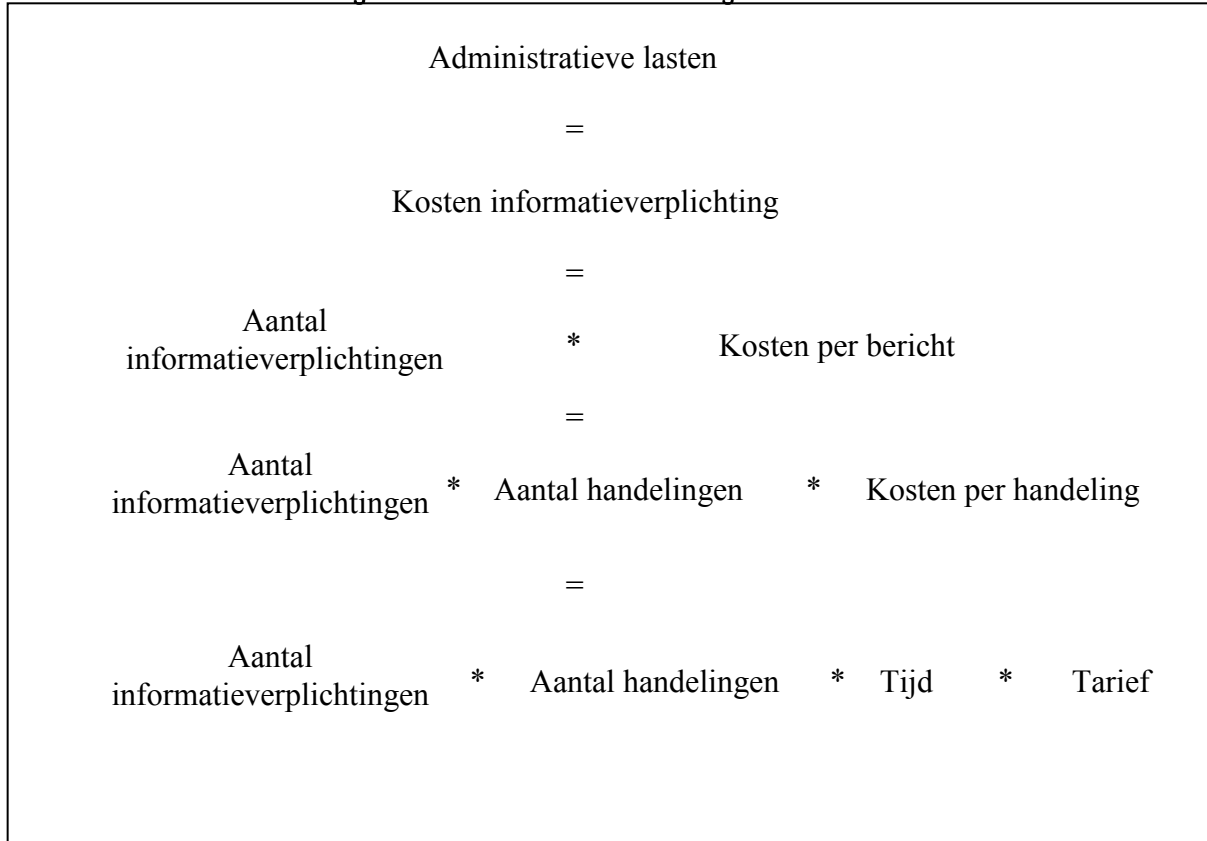 Administratieve lasten
=
Kosten informatieverplichting
=
Aantal
informatieverplichtingen * Kosten per bericht
=
Aantal
informatieverplichtingen * Aantal handelingen * Kosten per handeling
=
Aantal
informatieverplichtingen * Aantal handelingen * Tijd * Tarief